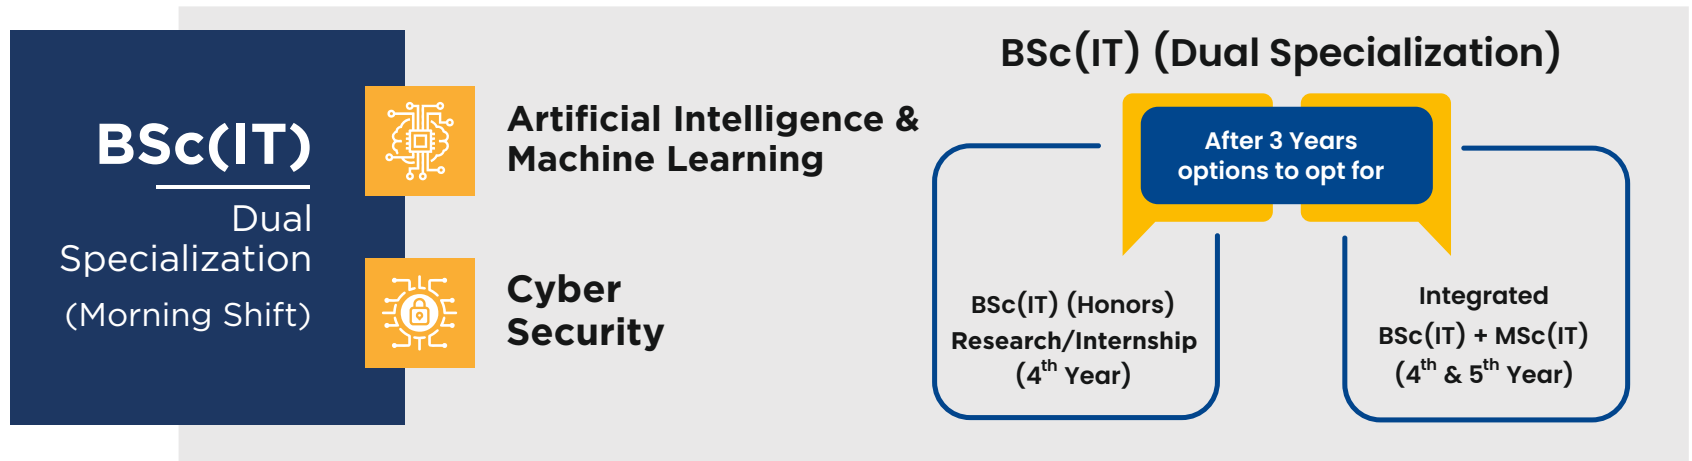 BSc(IT)
Dual
Specialization
(Morning Shift)
Artificial Intelligence &
Machine Learning
Cyber
Security
BSc(IT) (Dual Specialization)
After 3 Years
options to opt for
BSc(IT) (Honors)
Research/Internship
(4th Year)
Integrated
BSc(IT) + MSc(IT)
(4th & 5th Year)